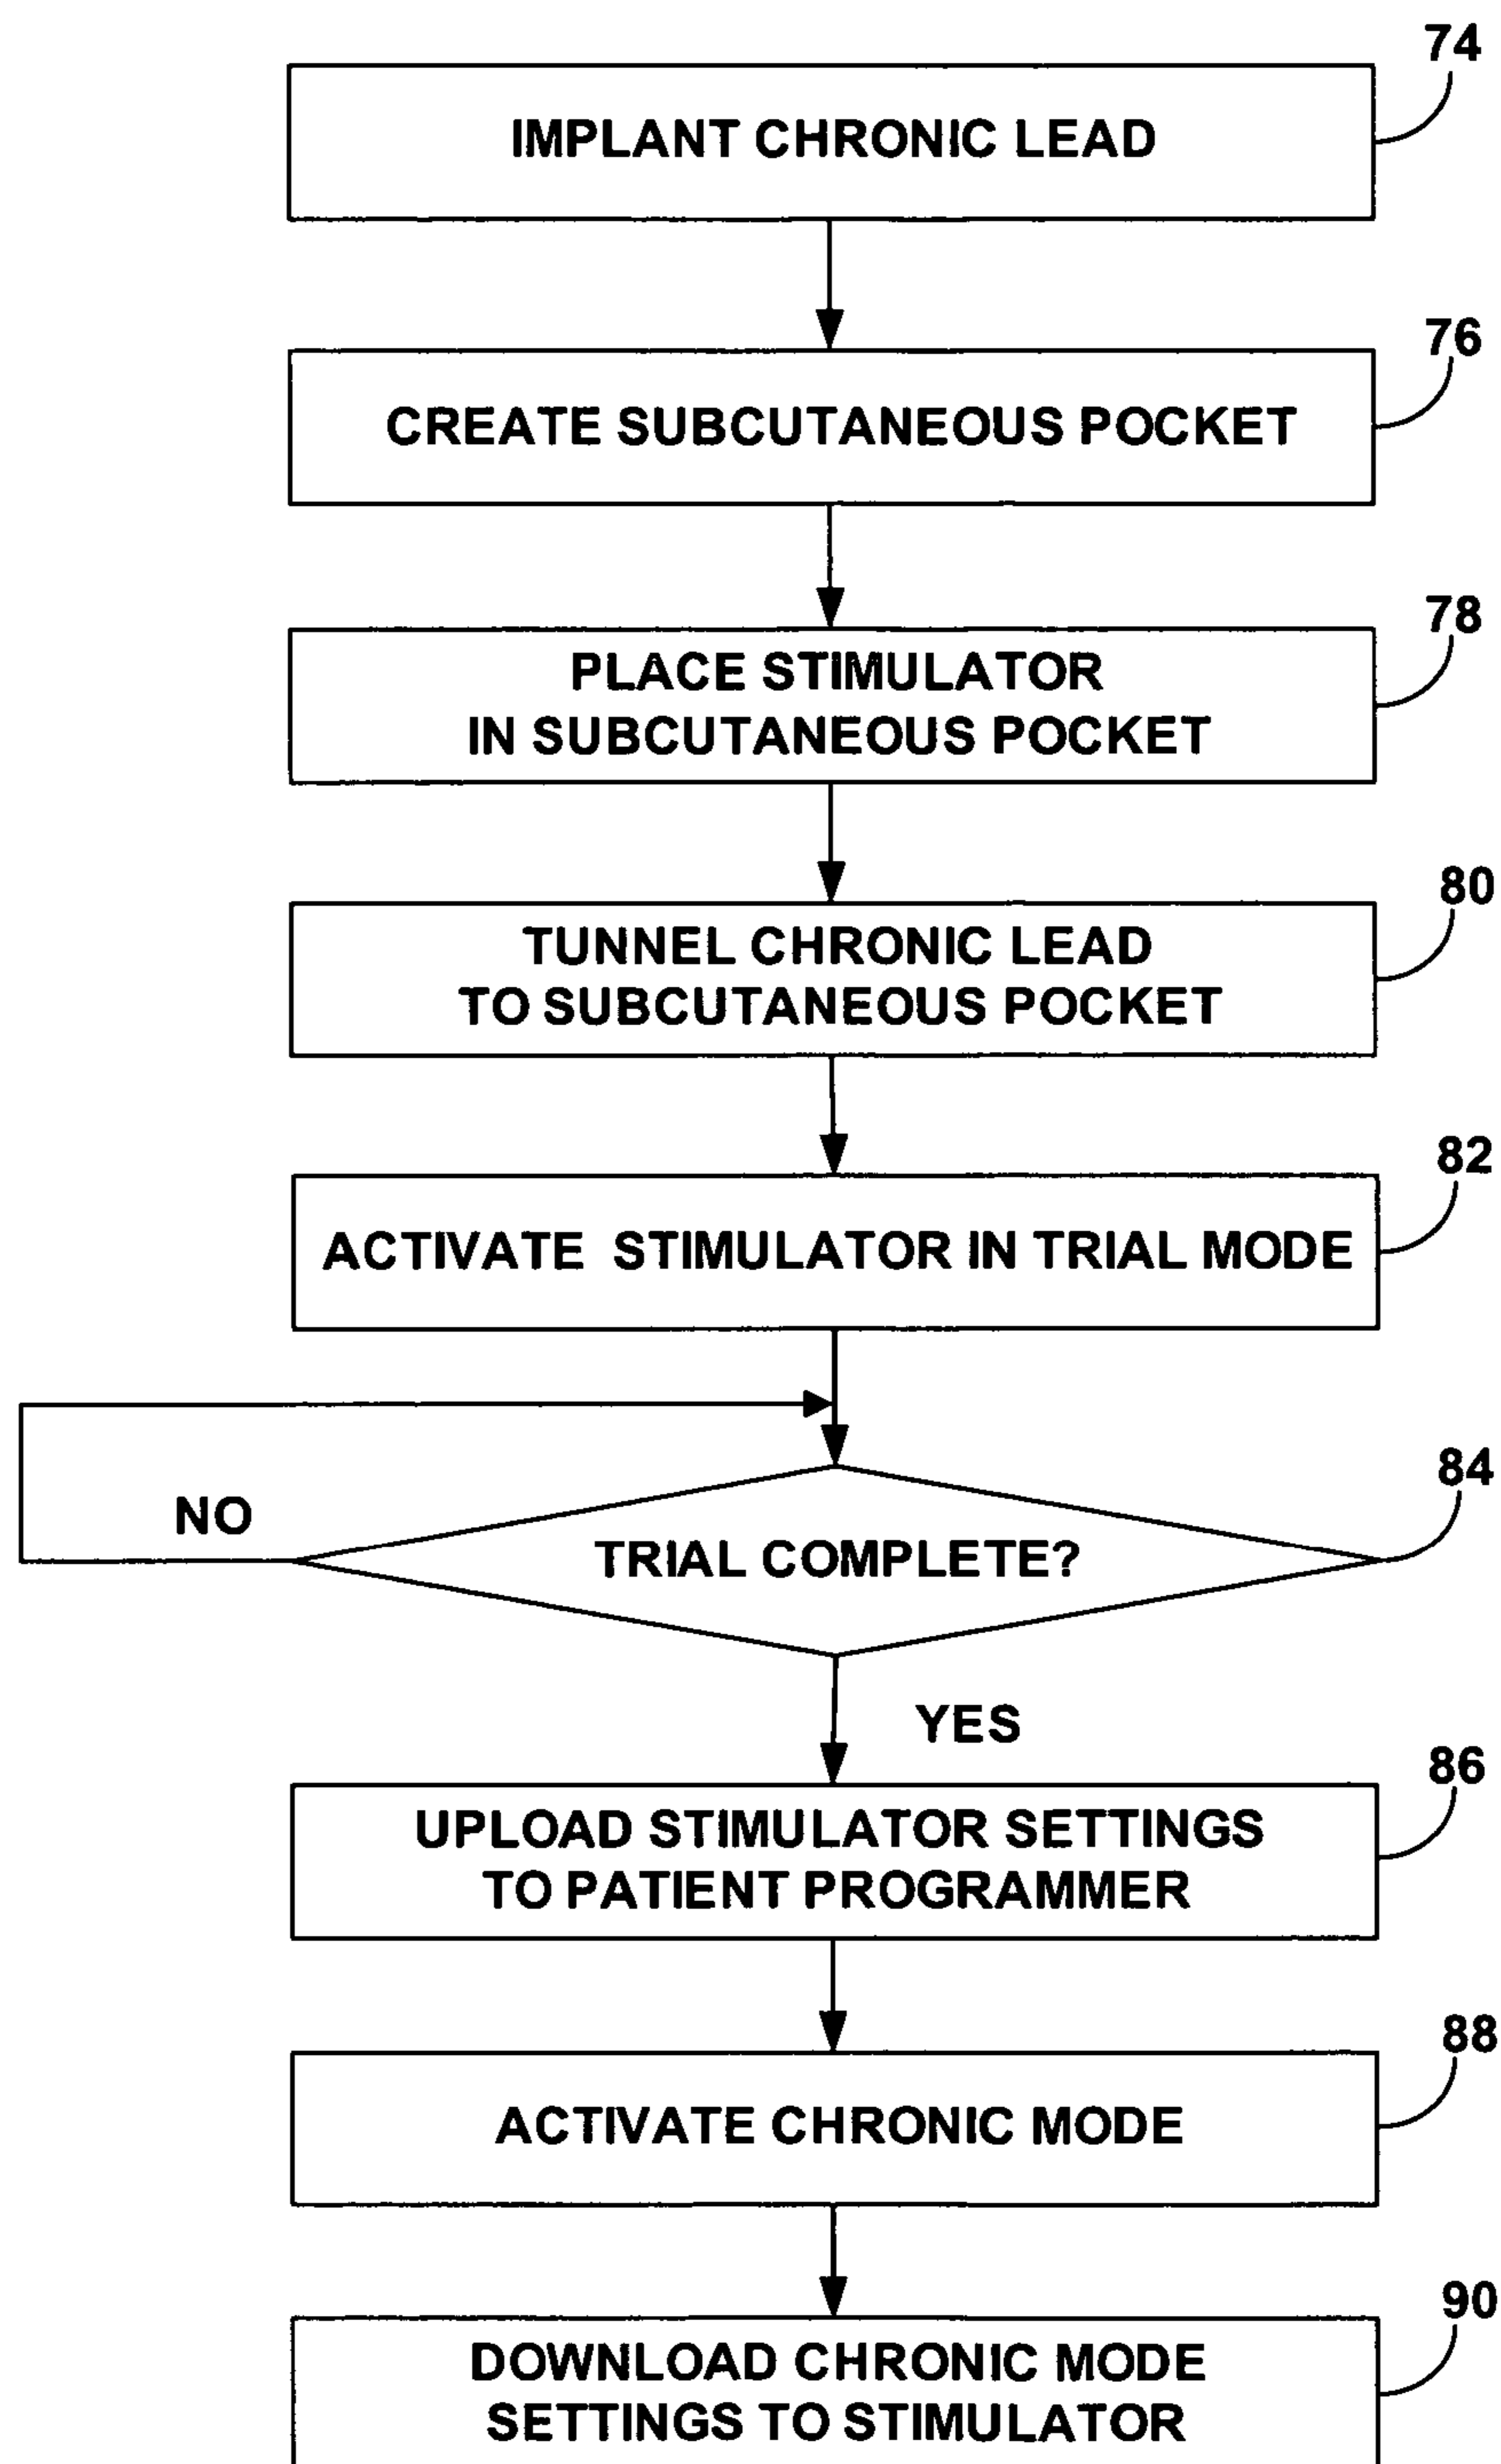 74
IMPLANT CHRONIC LEAD
76
CREATE SUBCUTANEOUS POCKET
78
PLACE STIMULATOR
IN SUBCUTANEOUS POCKET
80
TUNNEL CHRONIC LEAD
TO SUBCUTANEOUS POCKET
82
ACTIVATE STIMULATOR IN TRIAL MODE
84
NO
TRIAL COMPLETE?
YES
86
UPLOAD STIMULATOR SETTINGS
TO PATIENT PROGRAMMER
88
ACTIVATE CHRONIC MODE
90
DOWNLOAD CHRONIC MODE
SETTINGS TO STIMULATOR